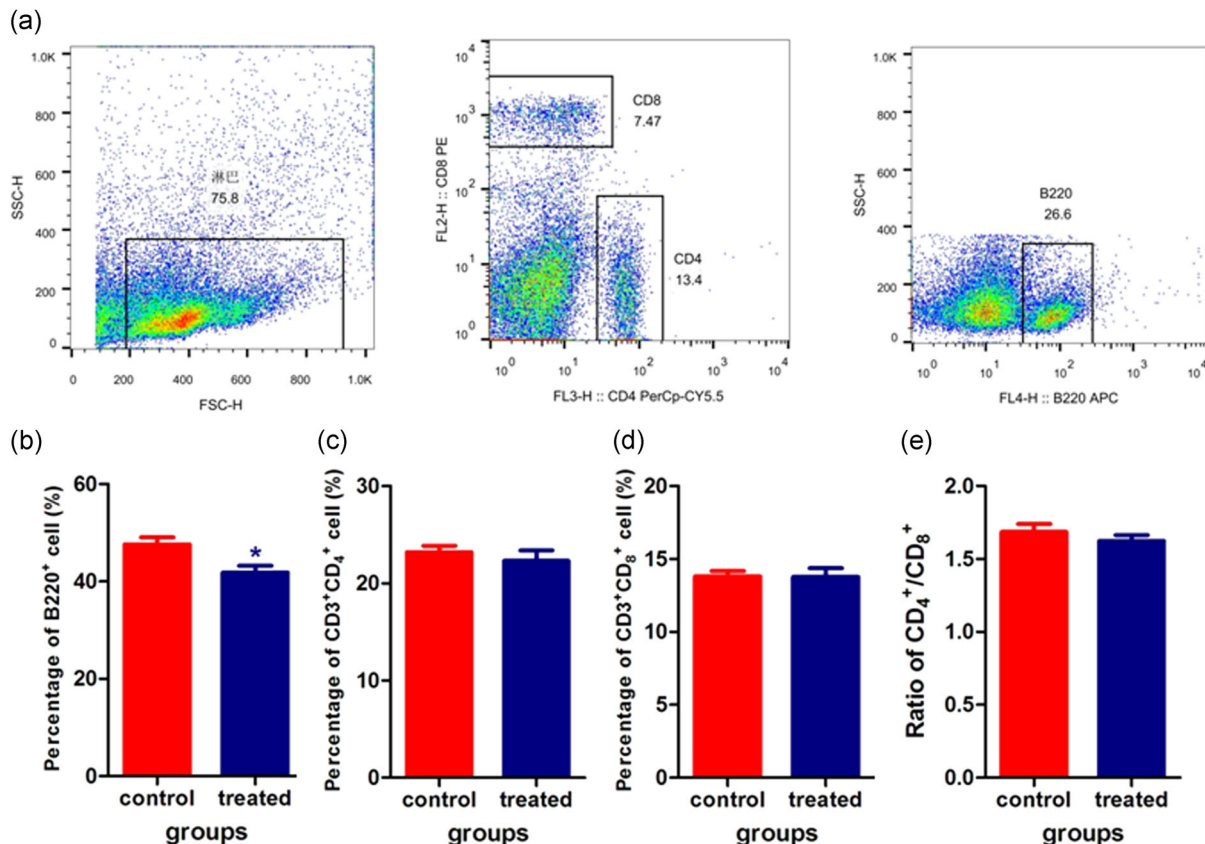 (a)
1.0K
800
600
400
200
0
SSC-H
淋巴
75.8
0 200 400 600 800 1.0K
FSC-H
10^4
10^3
10^2
10^1
10^0
FL2-H :: CD8 PE
CD8
7.47
CD4
13.4
10^0 10^1 10^2 10^3 10^4
FL3-H :: CD4 PerCp-CY5.5
1.0K
800
600
400
200
0
SSC-H
B220
26.6
10^0 10^1 10^2 10^3 10^4
FL4-H :: B220 APC
(b)
Percentage of B220⁺ cell (%)
60
40
20
0
*
control treated
groups
(c)
Percentage of CD3⁺CD₄⁺ cell (%)
30
20
10
0
control treated
groups
(d)
Percentage of CD3⁺CD₈⁺ cell (%)
20
15
10
5
0
control treated
groups
(e)
Ratio of CD₄⁺/CD₈⁺
2.0
1.5
1.0
0.5
0.0
control treated
groups